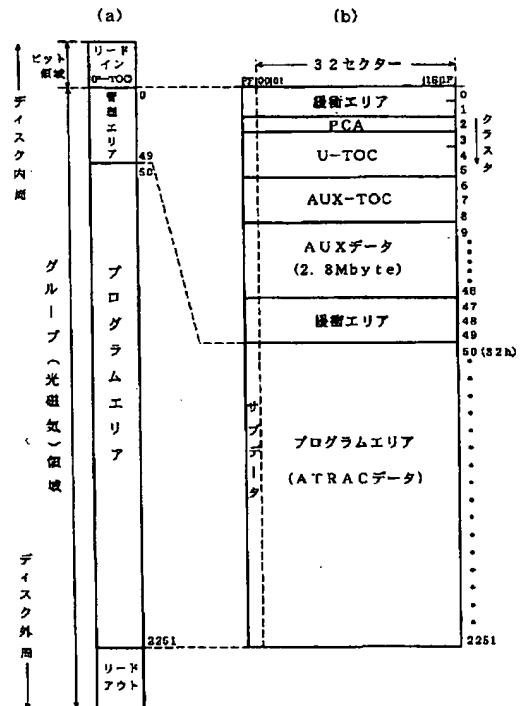 (a)
(b)
リード
イン
ピット
領域
P-TOC
管理エリア
0
49
50
ディスク内周
グルーブ(光磁気)領域
プログラムエリア
ディスク外周
2251
リード
アウト
32セクター
緩衝エリア
PCA
U-TOC
AUX-TOC
AUXデータ
(2.8Mbyte)
緩衝エリア
サブデータ
プログラムエリア
(ATRACデータ)
0
1
2
3
4
5
6
7
8
9
46
47
48
49
50(32h)
2251
クラスタ